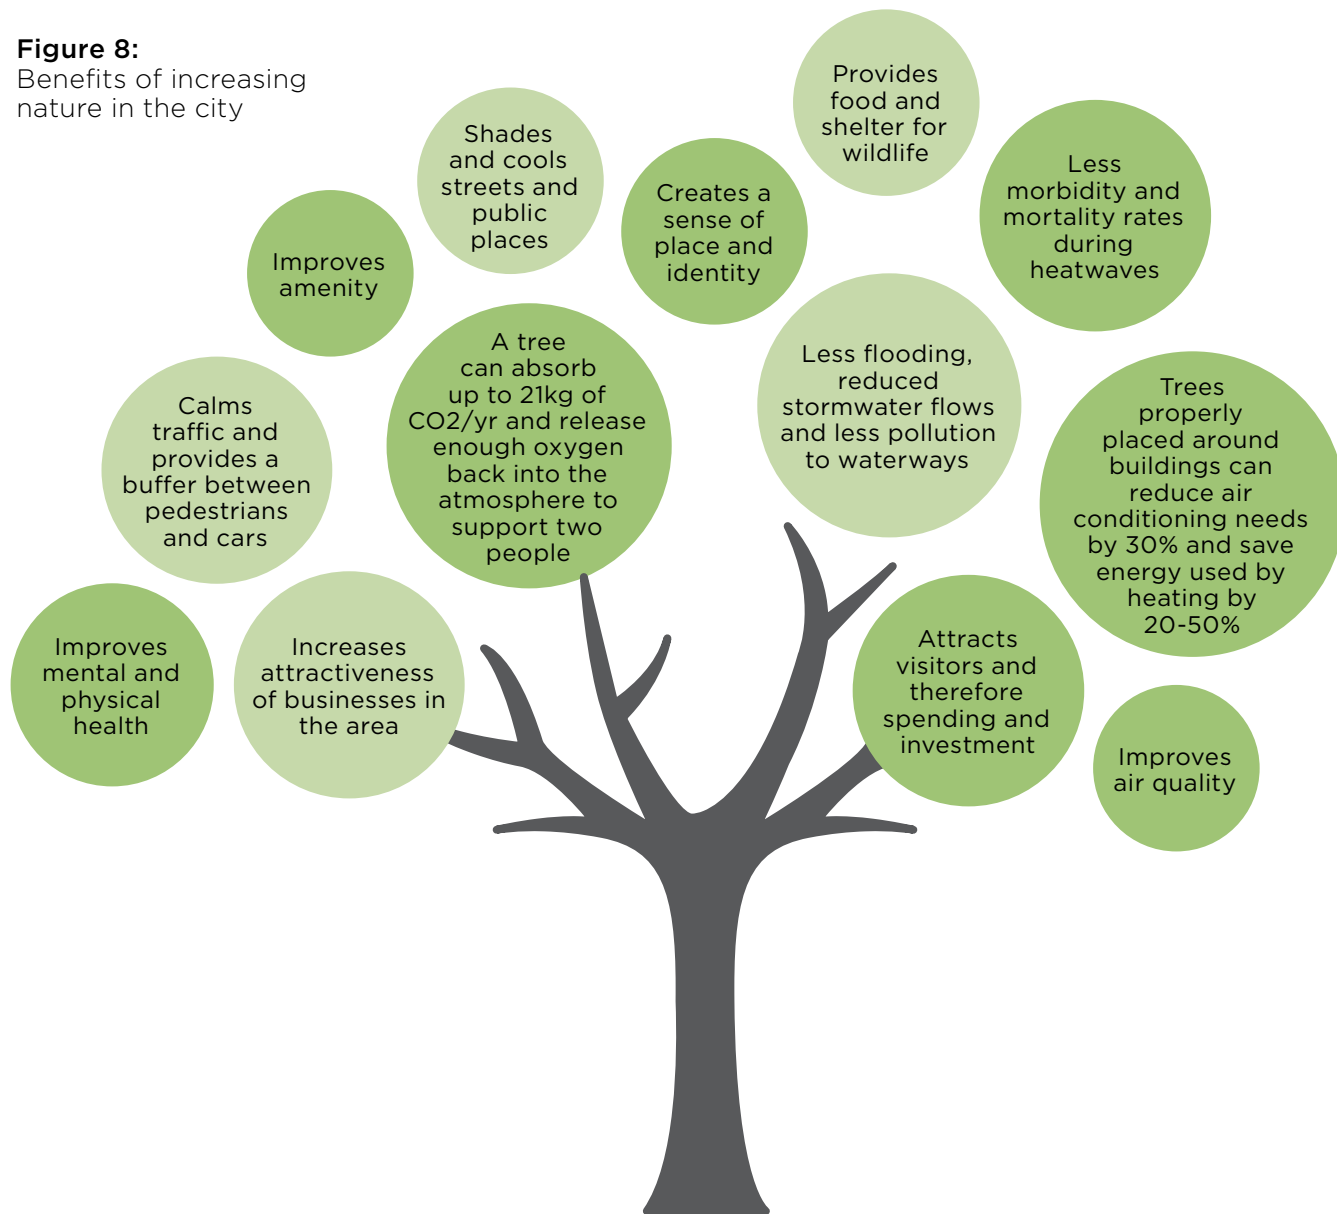 Figure 8:
Benefits of increasing
nature in the city
Provides
food and
shelter for
wildlife
Shades
and cools
streets and
public
places
Less
morbidity and
mortality rates
during
heatwaves
Creates a
sense of
place and
identity
Improves
amenity
A tree
can absorb
up to 21kg of
CO2/yr and release
enough oxygen
back into the
atmosphere to
support two
people
Less flooding,
reduced
stormwater flows
and less pollution
to waterways
Trees
properly
placed around
buildings can
reduce air
conditioning needs
by 30% and save
energy used by
heating by
20-50%
Calms
traffic and
provides a
buffer between
pedestrians
and cars
Improves
mental and
physical
health
Increases
attractiveness
of businesses in
the area
Attracts
visitors and
therefore
spending and
investment
Improves
air quality